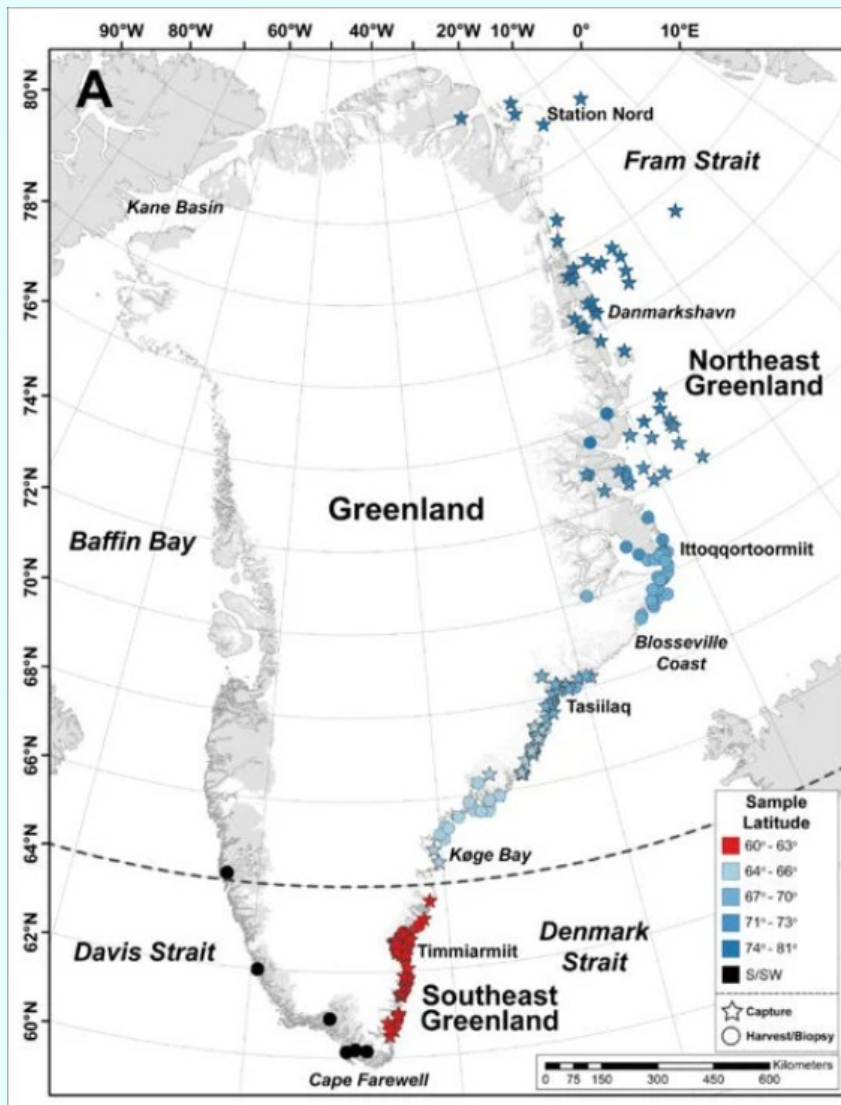 90°W 80°W 70°W 60°W 50°W 40°W 30°W 20°W 10°W 0° 10°E
A
80°N
78°N
76°N
74°N
72°N
70°N
68°N
66°N
64°N
62°N
60°N
Station Nord
Fram Strait
Kane Basin
Danmarkshavn
Northeast
Greenland
Greenland
Baffin Bay
Ittoqqortoormiit
Blosseville
Coast
Tasiilaq
Køge Bay
Davis Strait
Timmiarmiit
Denmark
Strait
Southeast
Greenland
Cape Farewell
Sample
Latitude
60° - 63°
64° - 66°
67° - 70°
71° - 73°
74° - 81°
S/SW
Capture
Harvest/Biopsy
Kilometers
0 75 150 300 450 600